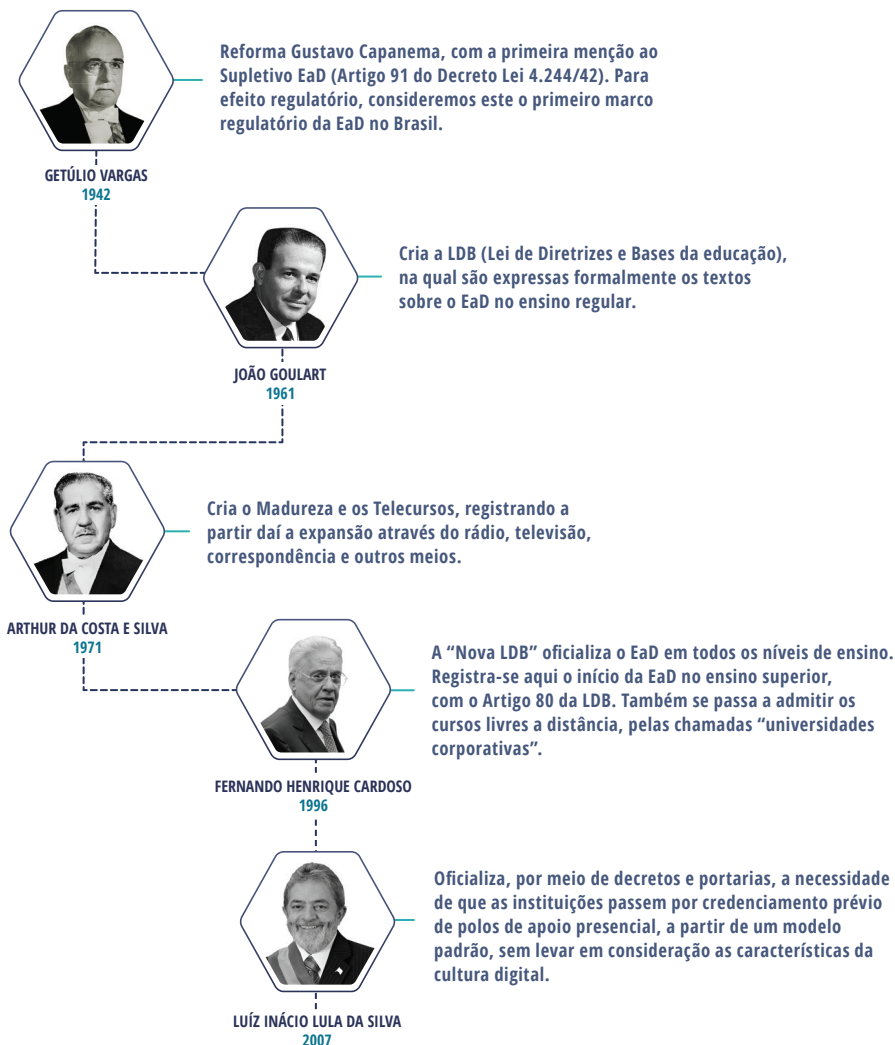 Reforma Gustavo Capanema, com a primeira menção ao
Supletivo EaD (Artigo 91 do Decreto Lei 4.244/42). Para
efeito regulatório, consideremos este o primeiro marco
regulatório da EaD no Brasil.
GETÚLIO VARGAS
1942
Cria a LDB (Lei de Diretrizes e Bases da educação),
na qual são expressas formalmente os textos
sobre o EaD no ensino regular.
JOÃO GOULART
1961
Cria o Madureza e os Telecursos, registrando a
partir daí a expansão através do rádio, televisão,
correspondência e outros meios.
ARTHUR DA COSTA E SILVA
1971
A “Nova LDB” oficializa o EaD em todos os níveis de ensino.
Registra-se aqui o início da EaD no ensino superior,
com o Artigo 80 da LDB. Também se passa a admitir os
cursos livres a distância, pelas chamadas “universidades
corporativas”.
FERNANDO HENRIQUE CARDOSO
1996
Oficializa, por meio de decretos e portarias, a necessidade
de que as instituições passem por credenciamento prévio
de polos de apoio presencial, a partir de um modelo
padrão, sem levar em consideração as características da
cultura digital.
LUÍZ INÁCIO LULA DA SILVA
2007